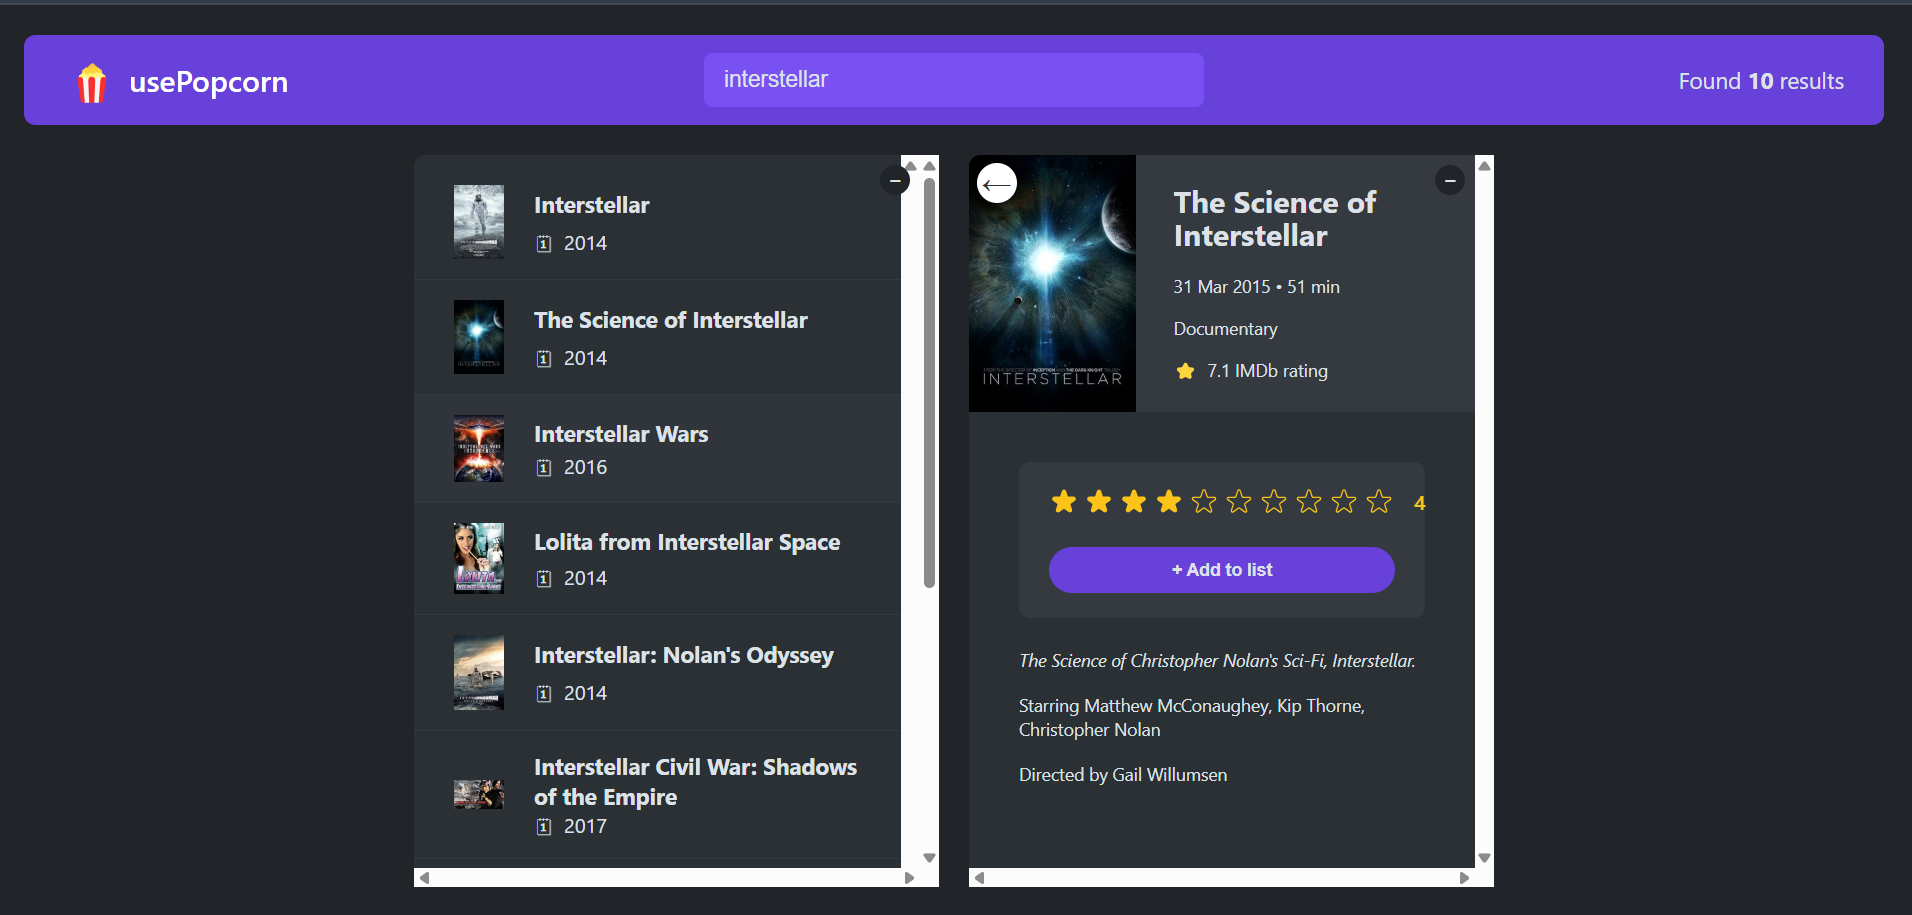 usePopcorn
interstellar
Found 10 results
Interstellar
2014
The Science of Interstellar
2014
Interstellar Wars
2016
Lolita from Interstellar Space
2014
Interstellar: Nolan's Odyssey
2014
Interstellar Civil War: Shadows
of the Empire
2017
INTERSTELLAR
The Science of
Interstellar
31 Mar 2015 • 51 min
Documentary
7.1 IMDb rating
4
+ Add to list
The Science of Christopher Nolan's Sci-Fi, Interstellar.
Starring Matthew McConaughey, Kip Thorne,
Christopher Nolan
Directed by Gail Willumsen